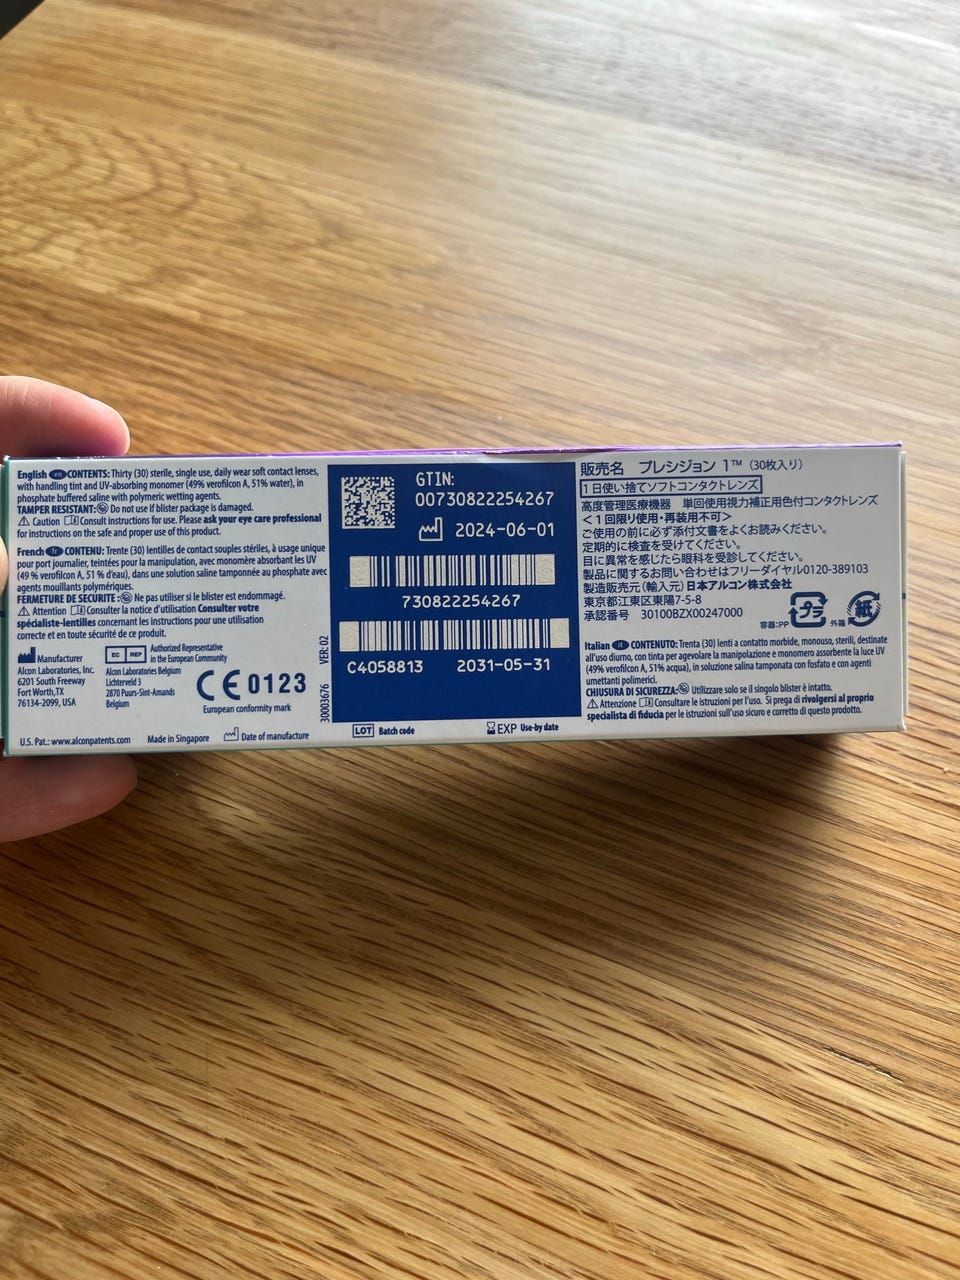 English en CONTENTS: Thirty (30) sterile, single use, daily wear soft contact lenses,
with handling tint and UV-absorbing monomer (49% verofilcon A, 51% water), in
phosphate buffered saline with polymeric wetting agents.
TAMPER RESISTANT: Do not use if blister package is damaged.
Caution Consult instructions for use. Please ask your eye care professional
for instructions on the safe and proper use of this product.
French fr CONTENU: Trente (30) lentilles de contact souples stériles, à usage unique
pour port journalier, teintées pour la manipulation, avec monomère absorbant les UV
(49 % verofilcon A, 51 % d'eau), dans une solution saline tamponnée au phosphate avec
agents mouillants polymériques.
FERMETURE DE SÉCURITÉ: Ne pas utiliser si le blister est endommagé.
Attention Consulter la notice d'utilisation Consulter votre
spécialiste-lentilles concernant les instructions pour une utilisation
correcte et en toute sécurité de ce produit.
Manufacturer
Alcon Laboratories, Inc.
6201 South Freeway
Fort Worth, TX
76134-2099, USA
EC REP
Authorized Representative
in the European Community
Alcon Laboratories Belgium
Lichterveld 3
2870 Puurs-Sint-Amands
Belgium
CE 0123
European conformity mark
U.S. Pat.: www.alconpatents.com
Made in Singapore
Date of manufacture
30003676 VER: 02
GTIN:
00730822254267
2024-06-01
730822254267
C4058813 2031-05-31
LOT Batch code
EXP Use-by date
販売名 プレシジョン 1™ (30枚入り)
1日使い捨てソフトコンタクトレンズ
高度管理医療機器 単回使用視力補正用色付コンタクトレンズ
<1回限り使用・再装用不可>
ご使用の前に必ず添付文書をよくお読みください。
定期的に検査を受けてください。
目に異常を感じたら眼科を受診してください。
製品に関するお問い合わせはフリーダイヤル0120-389103
製造販売元(輸入元)日本アルコン株式会社
東京都江東区東陽7-5-8
承認番号 30100BZX00247000
容器:PP プラ 外箱 紙
Italian it CONTENUTO: Trenta (30) lenti a contatto morbide, monouso, sterili, destinate
all'uso diurno, con tinta per agevolare la manipolazione e monomero assorbente la luce UV
(49% verofilcon A, 51% acqua), in soluzione salina tamponata con fosfato e con agenti
umettanti polimerici.
CHIUSURA DI SICUREZZA: Utilizzare solo se il singolo blister è intatto.
Attenzione Consultare le istruzioni per l'uso. Si prega di rivolgersi al proprio
specialista di fiducia per le istruzioni sull'uso sicuro e corretto di questo prodotto.